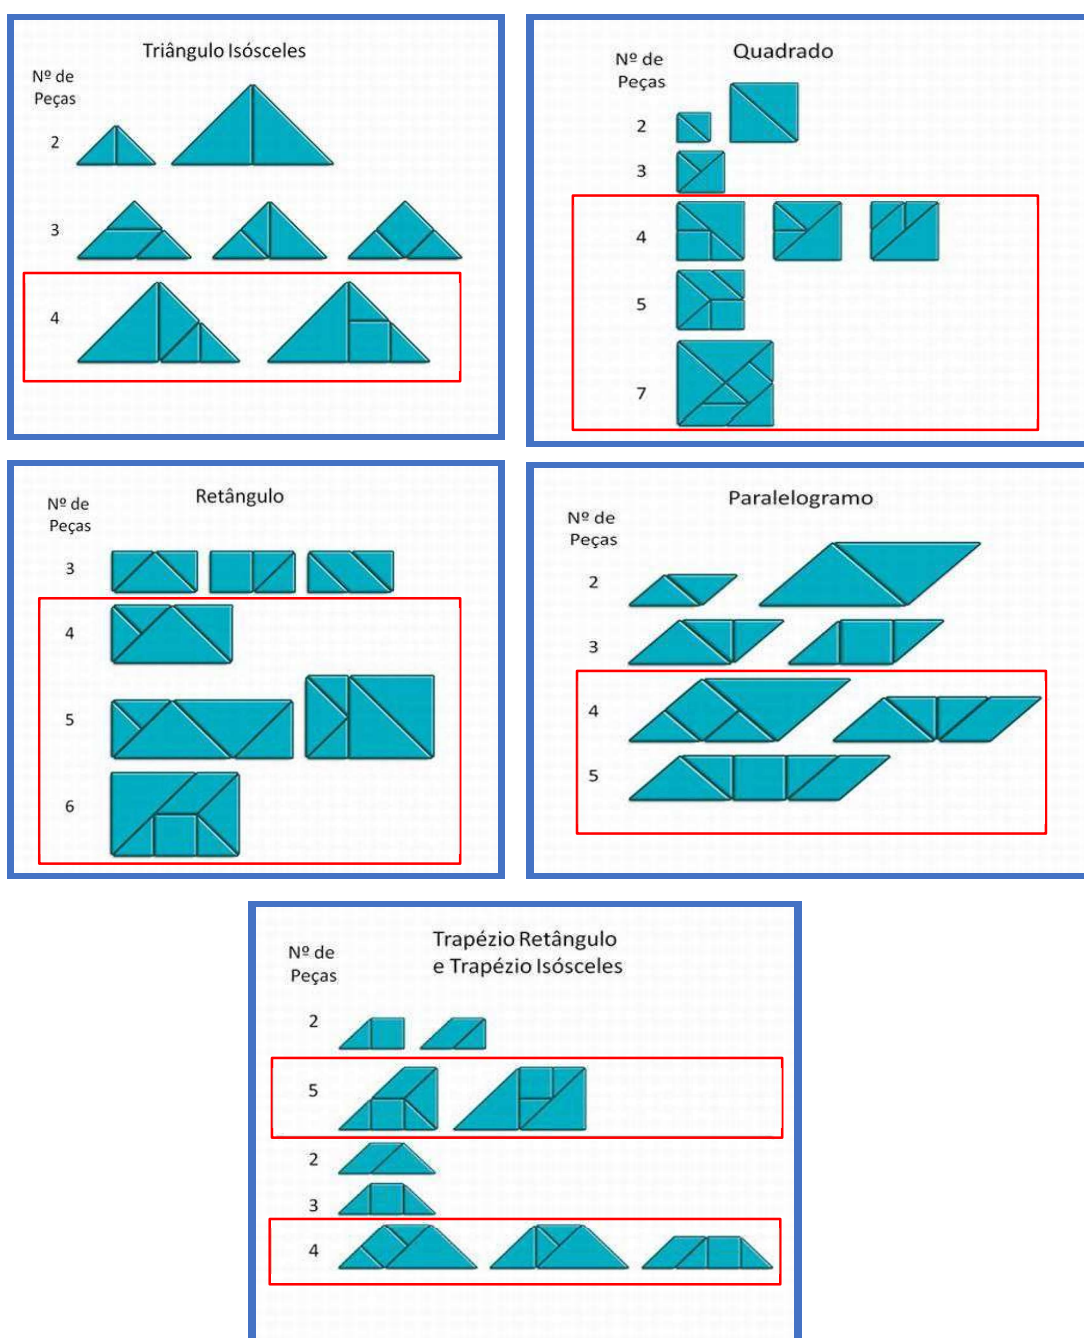 Triângulo Isósceles
Nº de
Peças
2
3
4
Quadrado
Nº de
Peças
2
3
4
5
7
Retângulo
Nº de
Peças
3
4
5
6
Paralelogramo
Nº de
Peças
2
3
4
5
Trapézio Retângulo
e Trapézio Isósceles
Nº de
Peças
2
5
2
3
4